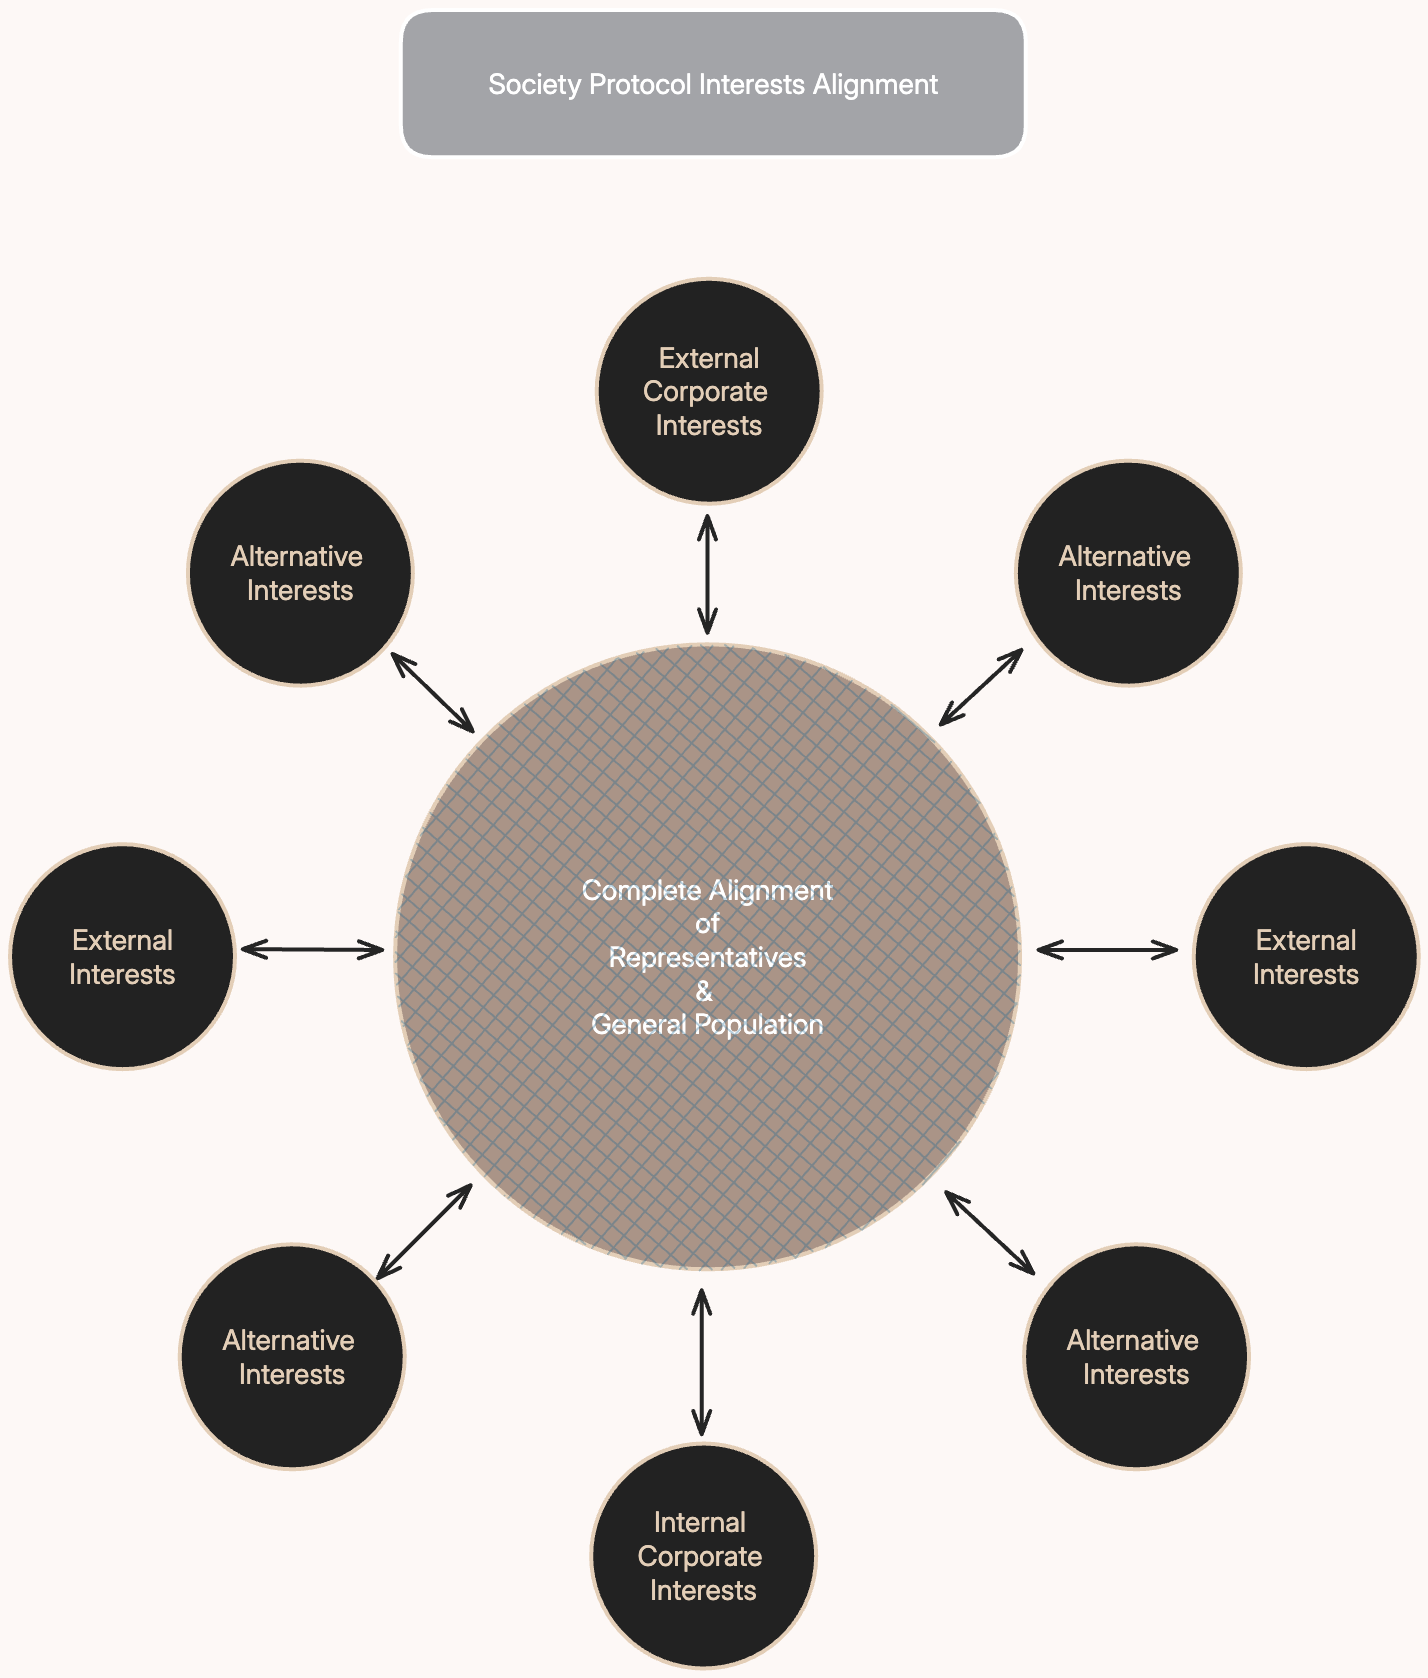 Society Protocol Interests Alignment
External
Corporate
Interests
Alternative
Interests
Alternative
Interests
Complete Alignment
of
Representatives
&
General Population
External
Interests
External
Interests
Alternative
Interests
Alternative
Interests
Internal
Corporate
Interests